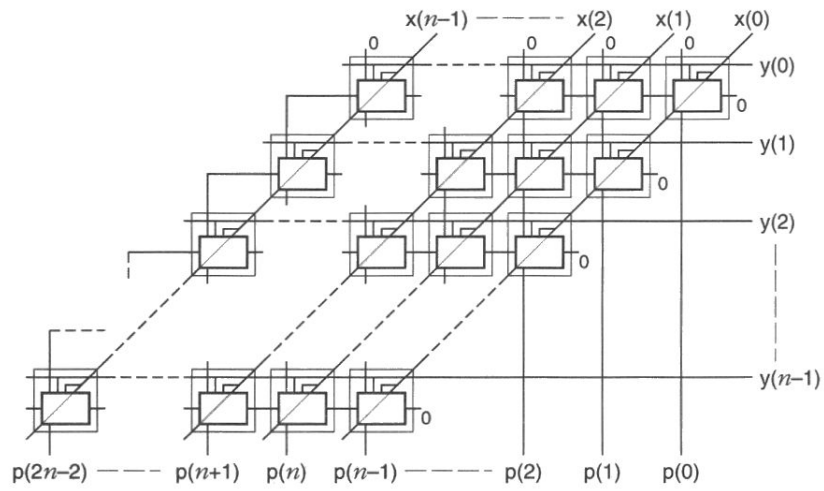 x(n–1) x(2) x(1) x(0)
0 0 0 0
y(0)
0
y(1)
0
y(2)
0
y(n–1)
0
p(2n–2) p(n+1) p(n) p(n–1) p(2) p(1) p(0)